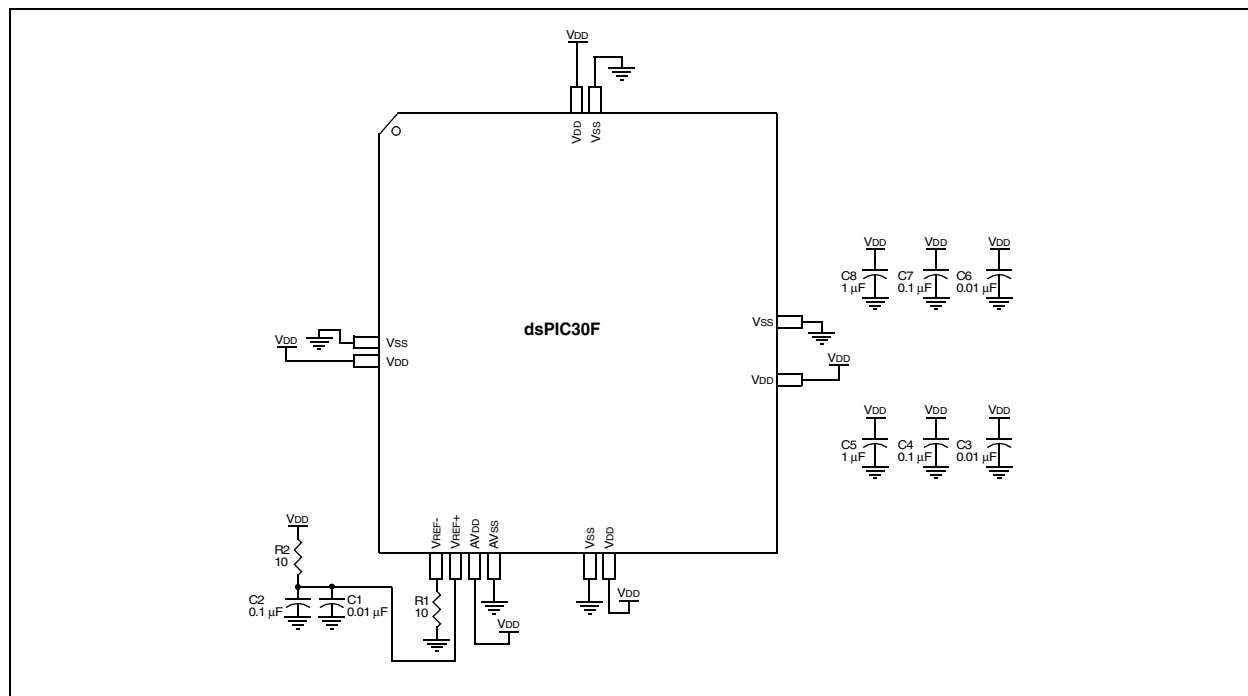 VDD
VDD
VSS
VDD
VDD
VDD
C8
1 µF
C7
0.1 µF
C6
0.01 µF
dsPIC30F
VSS
VDD
VSS
VDD
VDD
VDD
VDD
VDD
VDD
C5
1 µF
C4
0.1 µF
C3
0.01 µF
VREF-
VREF+
AVDD
AVSS
VSS
VDD
VDD
R2
10
C2
0.1 µF
C1
0.01 µF
R1
10
VDD
VDD